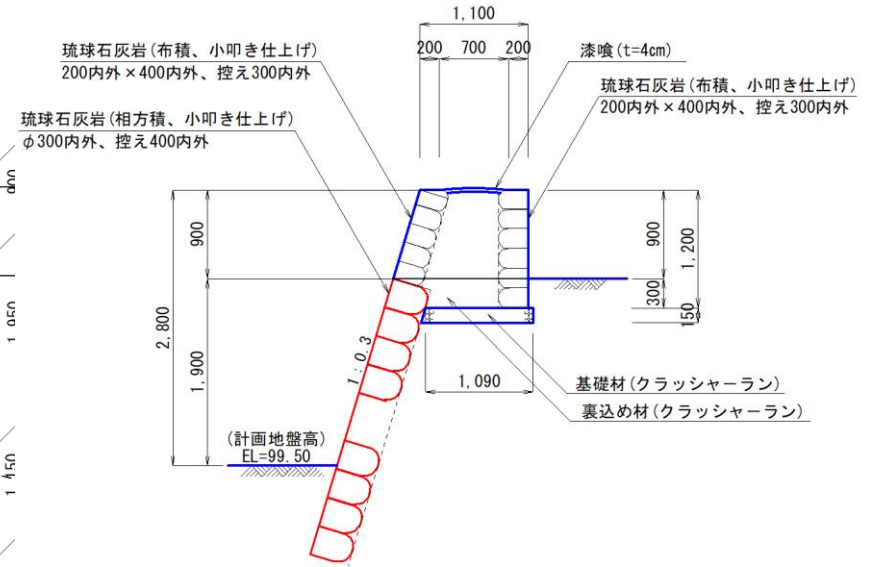 1,100
200
700
200
琉球石灰岩(布積、小叩き仕上げ)
200内外×400内外、控え300内外
漆喰(t=4cm)
琉球石灰岩(布積、小叩き仕上げ)
200内外×400内外、控え300内外
琉球石灰岩(相方積、小叩き仕上げ)
φ300内外、控え400内外
900
900
900
1,200
300
150
1,950
2,800
1,900
1:0.3
1,090
基礎材(クラッシャーラン)
裏込め材(クラッシャーラン)
(計画地盤高)
EL=99.50